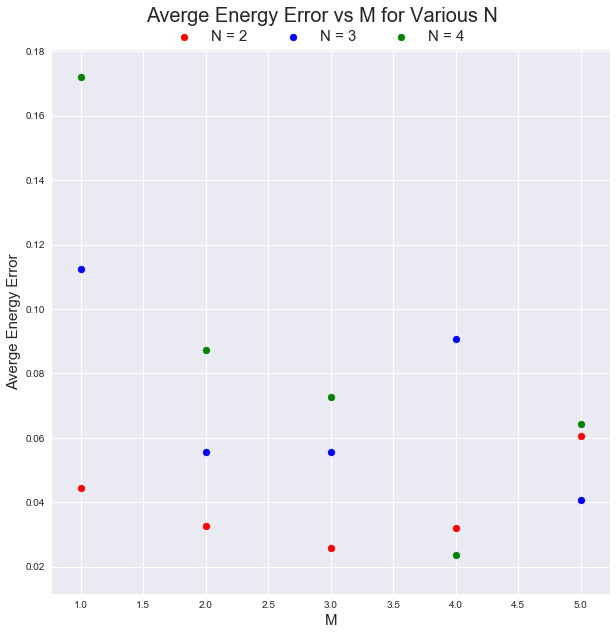 Averge Energy Error vs M for Various N
N = 2 N = 3 N = 4
0.18
0.16
0.14
0.12
0.10
0.08
0.06
0.04
0.02
Averge Energy Error
1.0 1.5 2.0 2.5 3.0 3.5 4.0 4.5 5.0
M